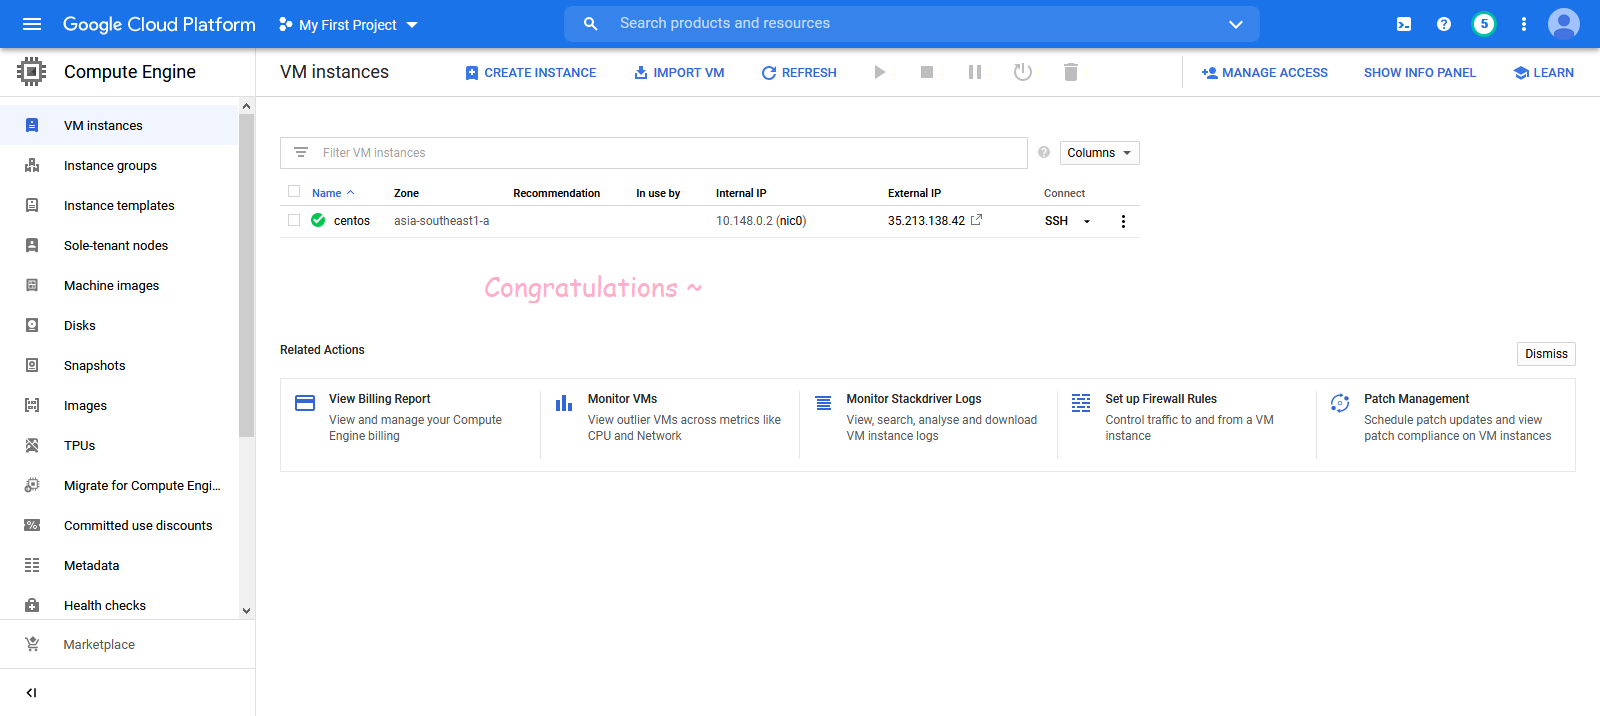 Google Cloud Platform
My First Project
Search products and resources
5
Compute Engine
VM instances
CREATE INSTANCE
IMPORT VM
REFRESH
MANAGE ACCESS
SHOW INFO PANEL
LEARN
VM instances
Instance groups
Instance templates
Sole-tenant nodes
Machine images
Disks
Snapshots
Images
TPUs
Migrate for Compute Engi...
Committed use discounts
Metadata
Health checks
Marketplace
Filter VM instances
Columns
Name Zone Recommendation In use by Internal IP External IP Connect
centos asia-southeast1-a 10.148.0.2 (nic0) 35.213.138.42 SSH
Congratulations ~
Related Actions
Dismiss
View Billing Report
View and manage your Compute
Engine billing
Monitor VMs
View outlier VMs across metrics like
CPU and Network
Monitor Stackdriver Logs
View, search, analyse and download
VM instance logs
Set up Firewall Rules
Control traffic to and from a VM
instance
Patch Management
Schedule patch updates and view
patch compliance on VM instances